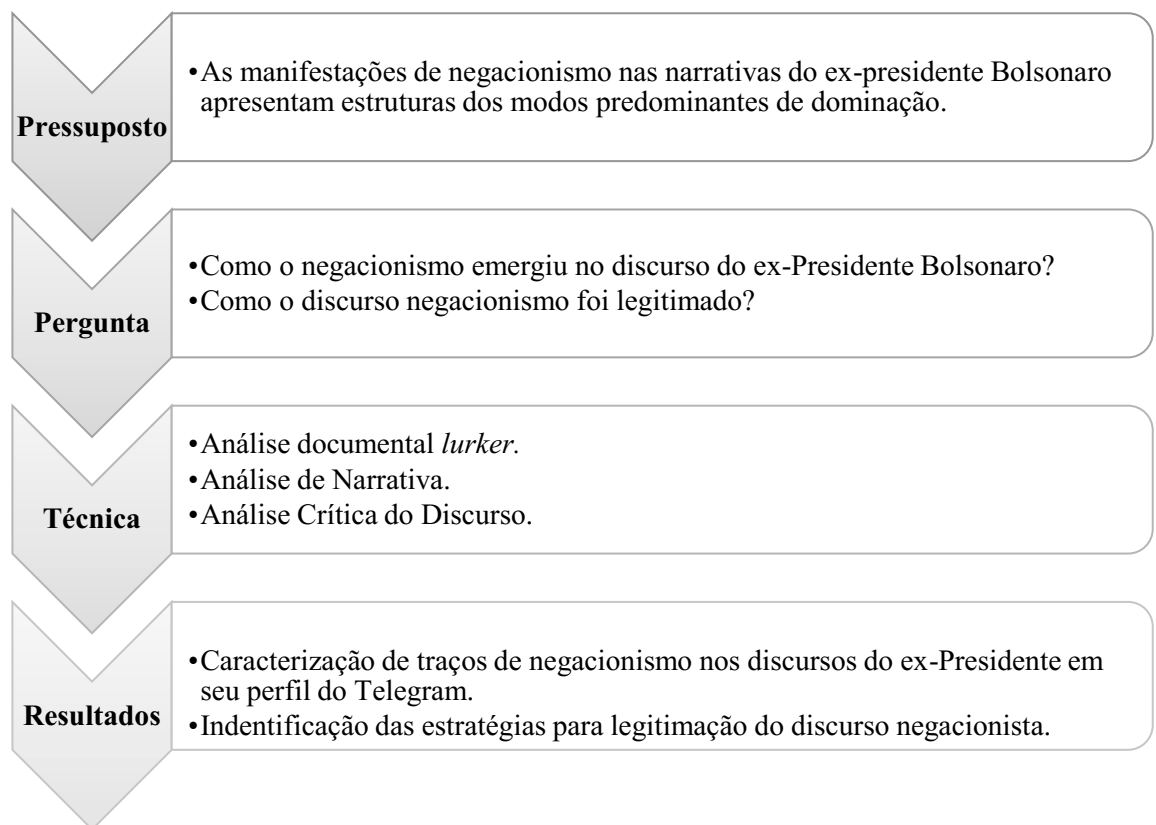 Pressuposto
•As manifestações de negacionismo nas narrativas do ex-presidente Bolsonaro
apresentam estruturas dos modos predominantes de dominação.
Pergunta
•Como o negacionismo emergiu no discurso do ex-Presidente Bolsonaro?
•Como o discurso negacionismo foi legitimado?
Técnica
•Análise documental lurker.
•Análise de Narrativa.
•Análise Crítica do Discurso.
Resultados
•Caracterização de traços de negacionismo nos discursos do ex-Presidente em
seu perfil do Telegram.
•Indentificação das estratégias para legitimação do discurso negacionista.